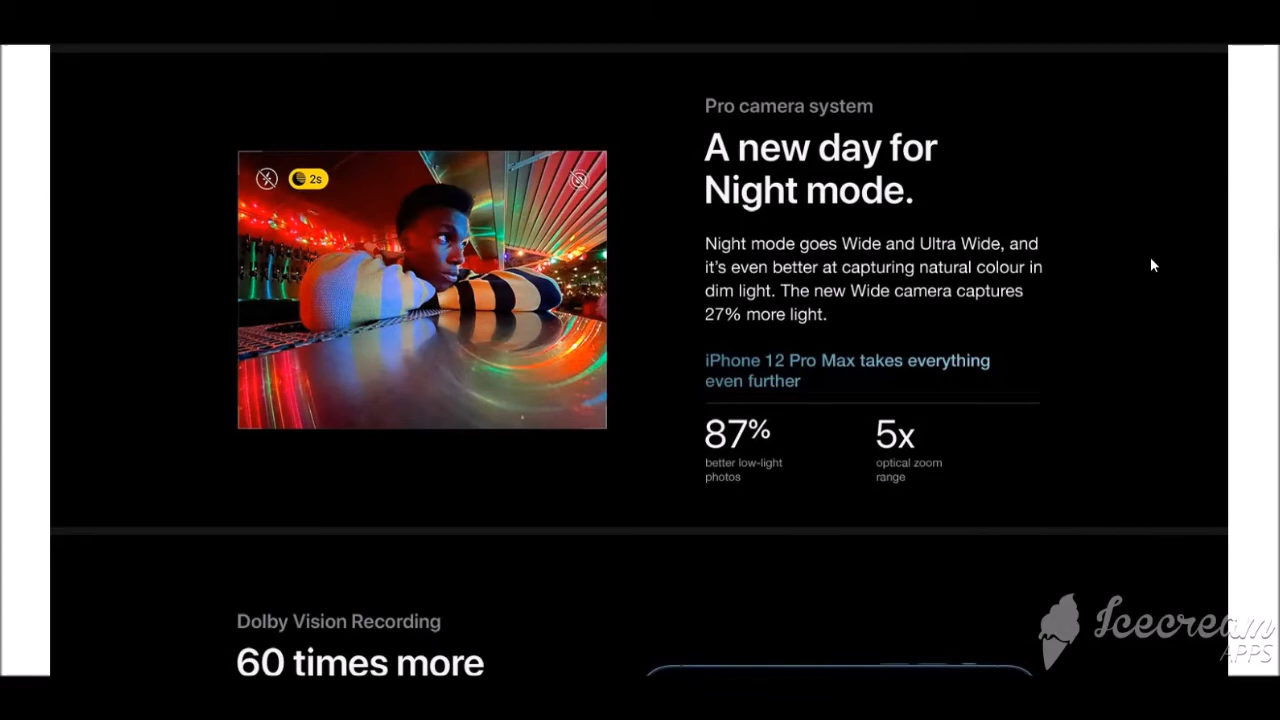 Pro camera system
A new day for
Night mode.
2s
Night mode goes Wide and Ultra Wide, and
it's even better at capturing natural colour in
dim light. The new Wide camera captures
27% more light.
iPhone 12 Pro Max takes everything
even further
87%
better low-light
photos
5x
optical zoom
range
Dolby Vision Recording
60 times more
Icecream
APPS